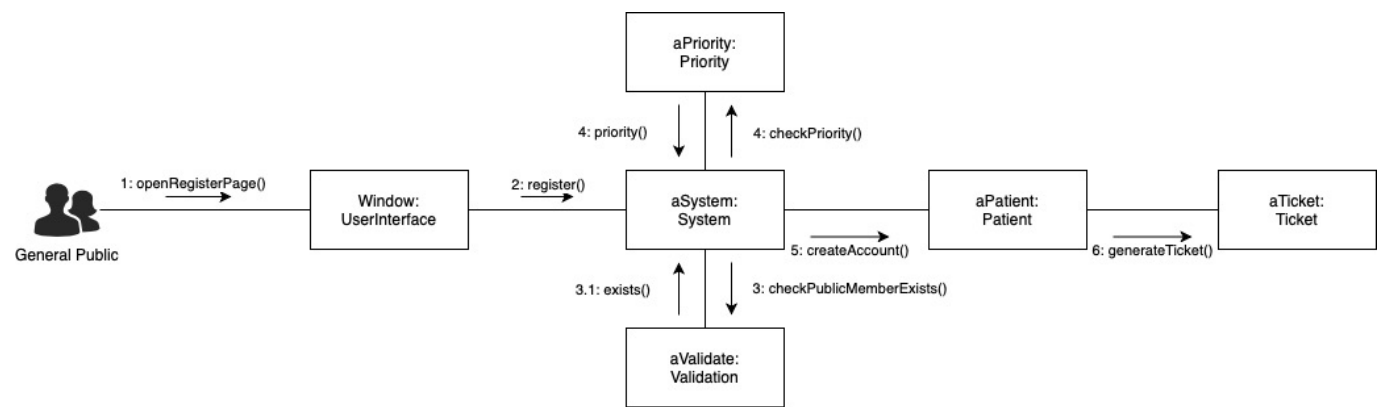 aPriority:
Priority
4: priority()
4: checkPriority()
1: openRegisterPage()
2: register()
Window:
UserInterface
aSystem:
System
aPatient:
Patient
aTicket:
Ticket
General Public
5: createAccount()
6: generateTicket()
3.1: exists()
3: checkPublicMemberExists()
aValidate:
Validation